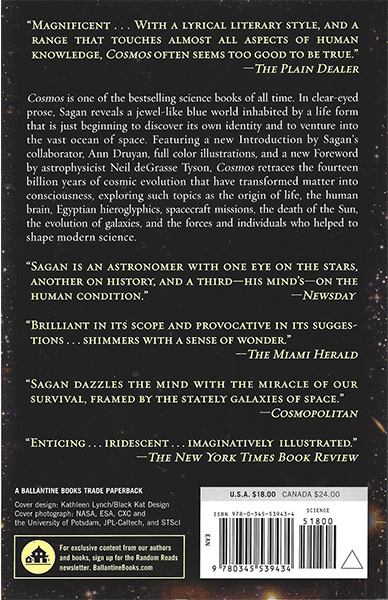 “Magnificent . . . With a lyrical literary style, and a
range that touches almost all aspects of human
knowledge, Cosmos often seems too good to be true.”
—The Plain Dealer
Cosmos is one of the bestselling science books of all time. In clear-eyed
prose, Sagan reveals a jewel-like blue world inhabited by a life form
that is just beginning to discover its own identity and to venture into
the vast ocean of space. Featuring a new Introduction by Sagan’s
collaborator, Ann Druyan, full color illustrations, and a new Foreword
by astrophysicist Neil deGrasse Tyson, Cosmos retraces the fourteen
billion years of cosmic evolution that have transformed matter into
consciousness, exploring such topics as the origin of life, the human
brain, Egyptian hieroglyphics, spacecraft missions, the death of the Sun,
the evolution of galaxies, and the forces and individuals who helped to
shape modern science.
“Sagan is an astronomer with one eye on the stars,
another on history, and a third—his mind’s—on
the human condition.” —Newsday
“Brilliant in its scope and provocative in its sugges-
tions . . . shimmers with a sense of wonder.”
—The Miami Herald
“Sagan dazzles the mind with the miracle of our
survival, framed by the stately galaxies of space.”
—Cosmopolitan
“Enticing . . . iridescent . . . imaginatively illustrated.”
—The New York Times Book Review
A BALLANTINE BOOKS TRADE PAPERBACK
Cover design: Kathleen Lynch/Black Kat Design
Cover photograph: NASA, ESA, CXC and
the University of Potsdam, JPL-Caltech, and STScI
For exclusive content from our authors
and books, sign up for the Random Reads
newsletter. BallantineBooks.com
U.S.A. $18.00 CANADA $24.00
ISBN 978-0-345-53943-4
51800
EAN
9 780345 539434